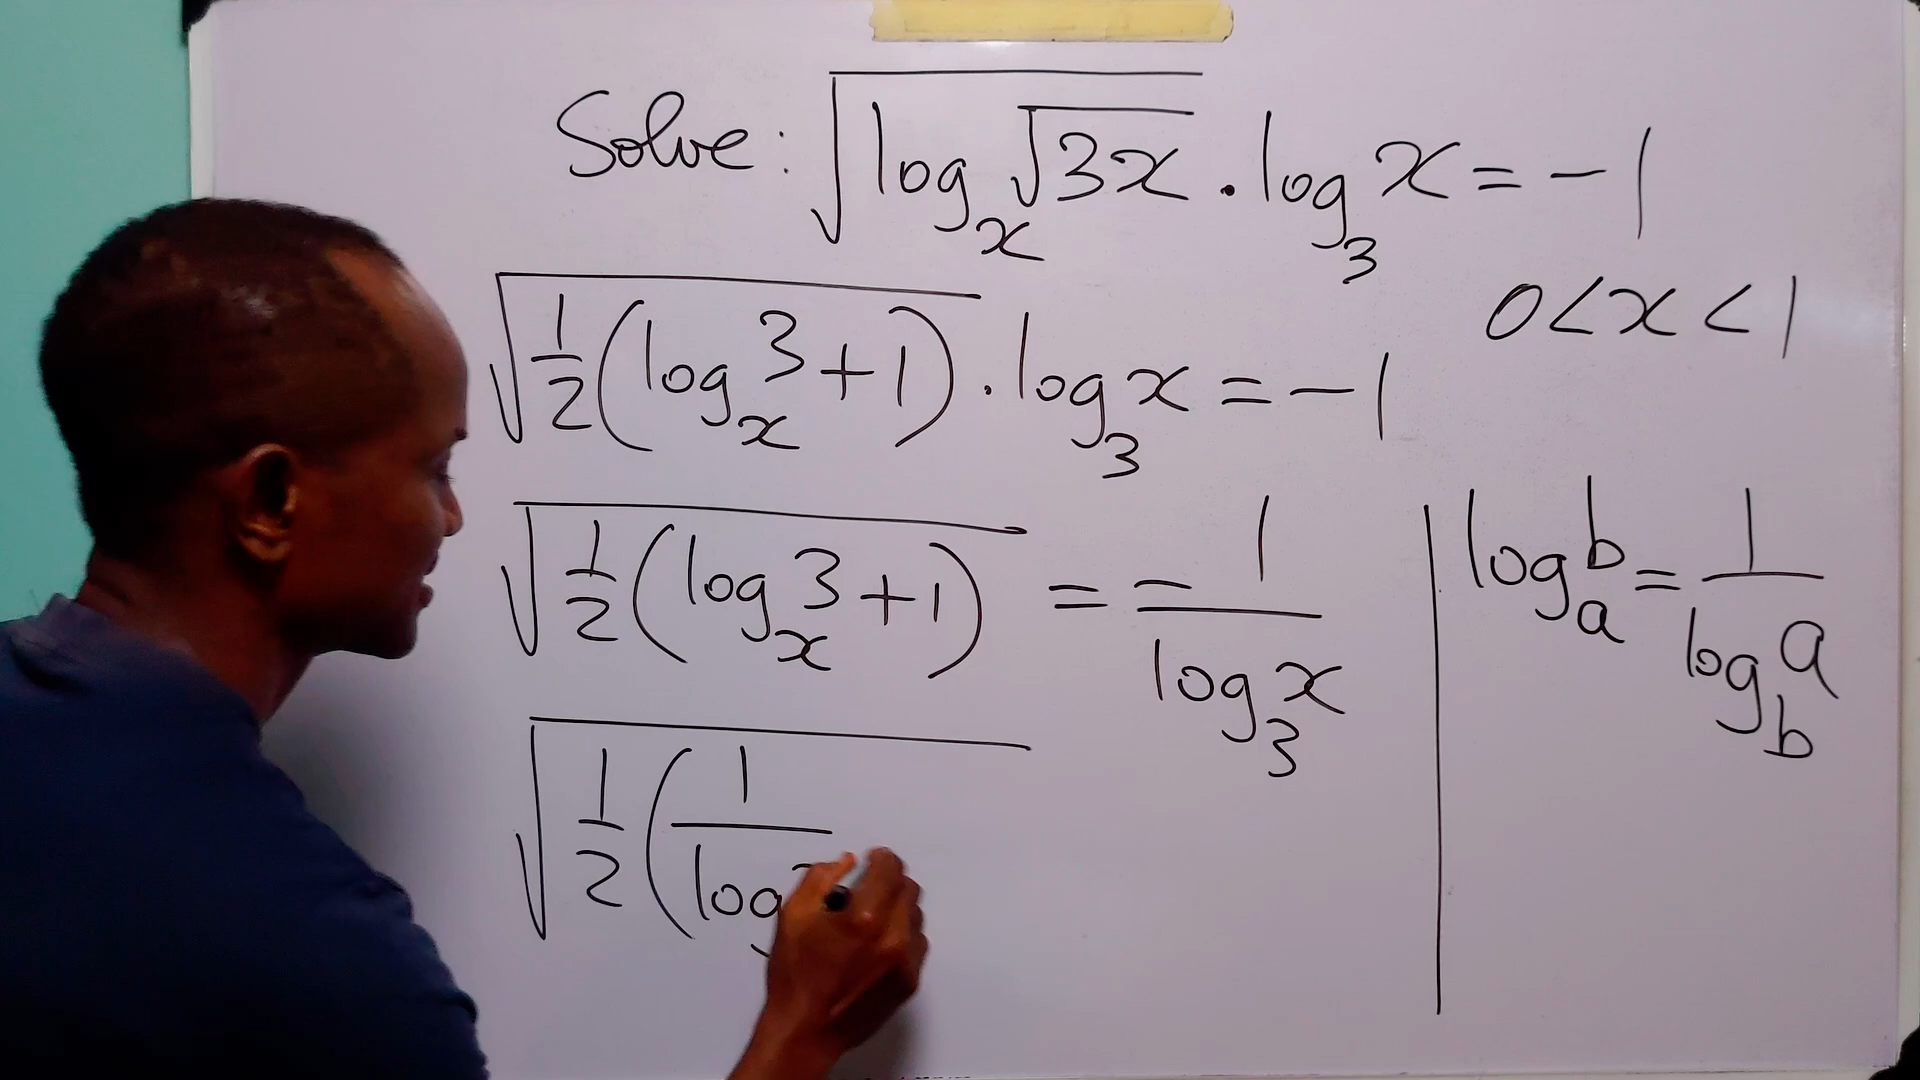 Solve: √(log_x √(3x)) · log_3 x = -1
0 < x < 1
√(1/2 (log_x 3 + 1)) · log_3 x = -1
√(1/2 (log_x 3 + 1)) = -1/(log_3 x)
log_a b = 1/(log_b a)
√(1/2 (1/log